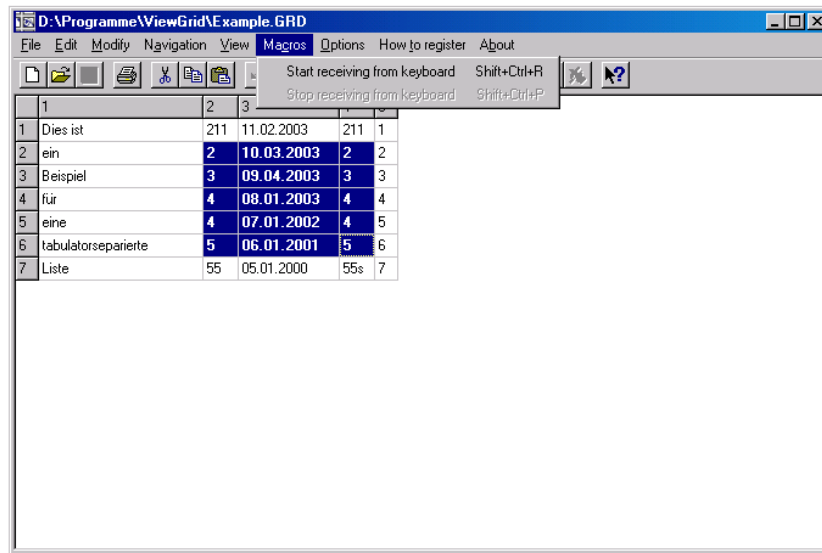 D:\Programme\ViewGrid\Example.GRD
File Edit Modify Navigation View Macros Options How to register About
Start receiving from keyboard Shift+Ctrl+R
Stop receiving from keyboard Shift+Ctrl+P
1 2 3
1 Dies ist 211 11.02.2003 211 1
2 ein 2 10.03.2003 2 2
3 Beispiel 3 09.04.2003 3 3
4 für 4 08.01.2003 4 4
5 eine 4 07.01.2002 4 5
6 tabulatorseparierte 5 06.01.2001 5 6
7 Liste 55 05.01.2000 55s 7